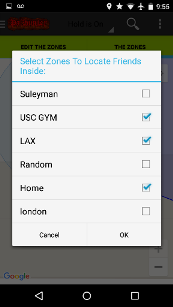 9:55
EDIT THE ZONES
THE ZONES
Select Zones To Locate Friends
Inside:
Suleyman
USC GYM
LAX
Random
Home
london
Cancel
OK
Google